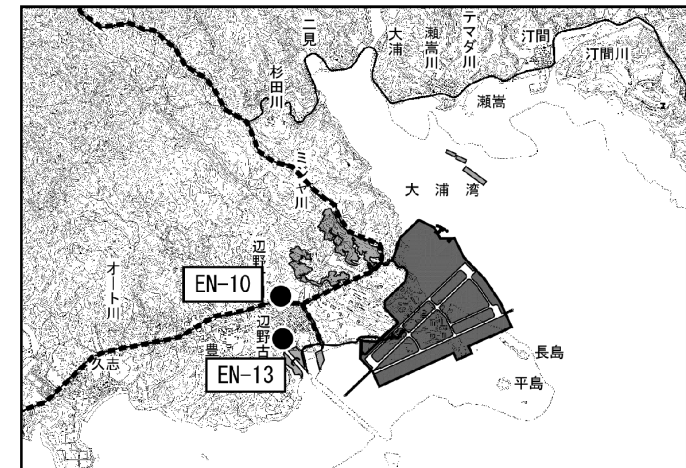 二見
大浦
瀬嵩川
テマダ川
汀間
汀間川
杉田川
瀬嵩
ミジャ川
大浦湾
辺野
オート川
EN-10
辺野古
豊
久志
EN-13
長島
平島